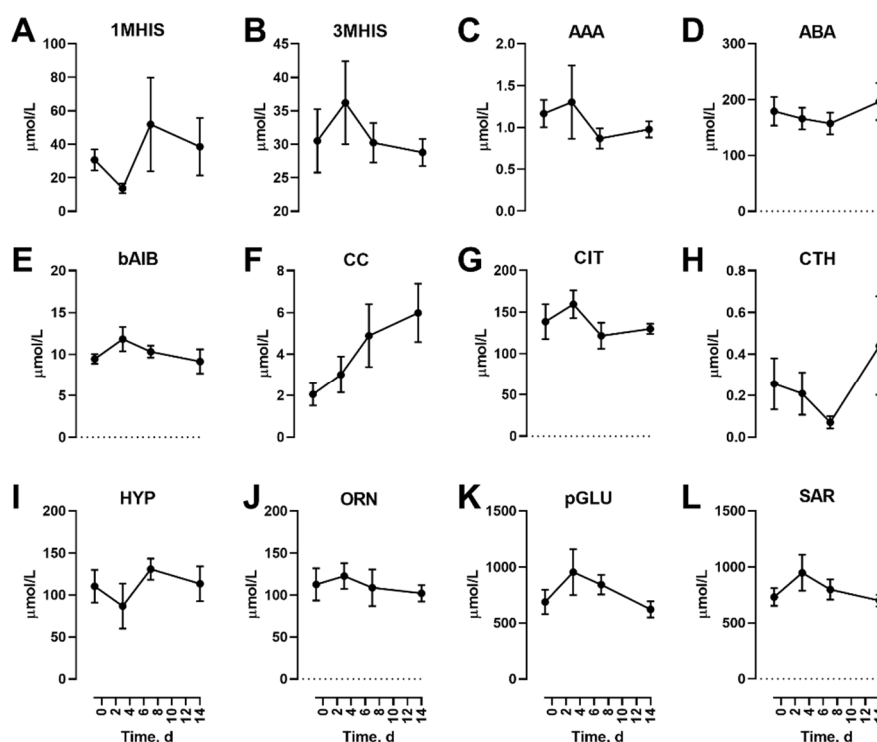 A 1MHIS
μmol/L
100
80
60
40
20
0
B 3MHIS
μmol/L
45
40
35
30
25
20
C AAA
μmol/L
2.0
1.5
1.0
0.5
0.0
D ABA
μmol/L
300
200
100
0
E bAIB
μmol/L
20
15
10
5
0
F CC
μmol/L
8
6
4
2
0
G CIT
μmol/L
200
150
100
50
0
H CTH
μmol/L
0.8
0.6
0.4
0.2
0.0
I HYP
μmol/L
200
150
100
50
0
0 2 4 6 8 10 12 14
Time, d
J ORN
μmol/L
200
150
100
50
0
0 2 4 6 8 10 12 14
Time, d
K pGLU
μmol/L
1500
1000
500
0
0 2 4 6 8 10 12 14
Time, d
L SAR
μmol/L
1500
1000
500
0
0 2 4 6 8 10 12 14
Time, d